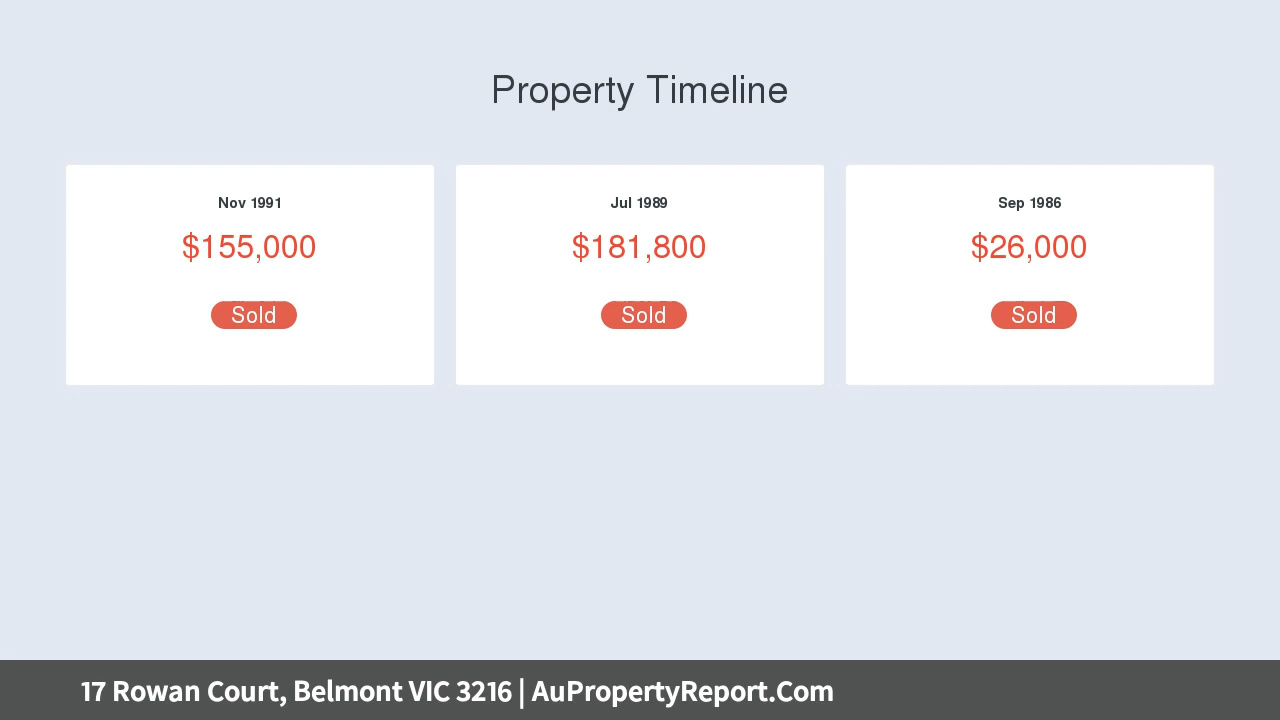 Property Timeline
Nov 1991
$155,000
Sold
Jul 1989
$181,800
Sold
Sep 1986
$26,000
Sold
17 Rowan Court, Belmont VIC 3216 | AuPropertyReport.Com